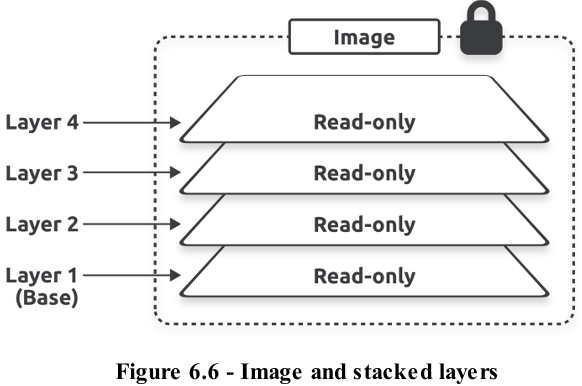 Image
Layer 4
Read-only
Layer 3
Read-only
Layer 2
Read-only
Layer 1
(Base)
Read-only
Figure 6.6 - Image and stacked layers